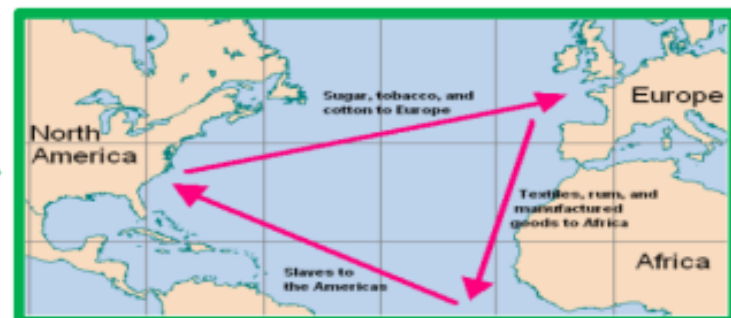 Sugar, tobacco, and
cotton to Europe
Europe
North
America
Textiles, rum, and
manufactured
goods to Africa
Africa
Slaves to
the Americas